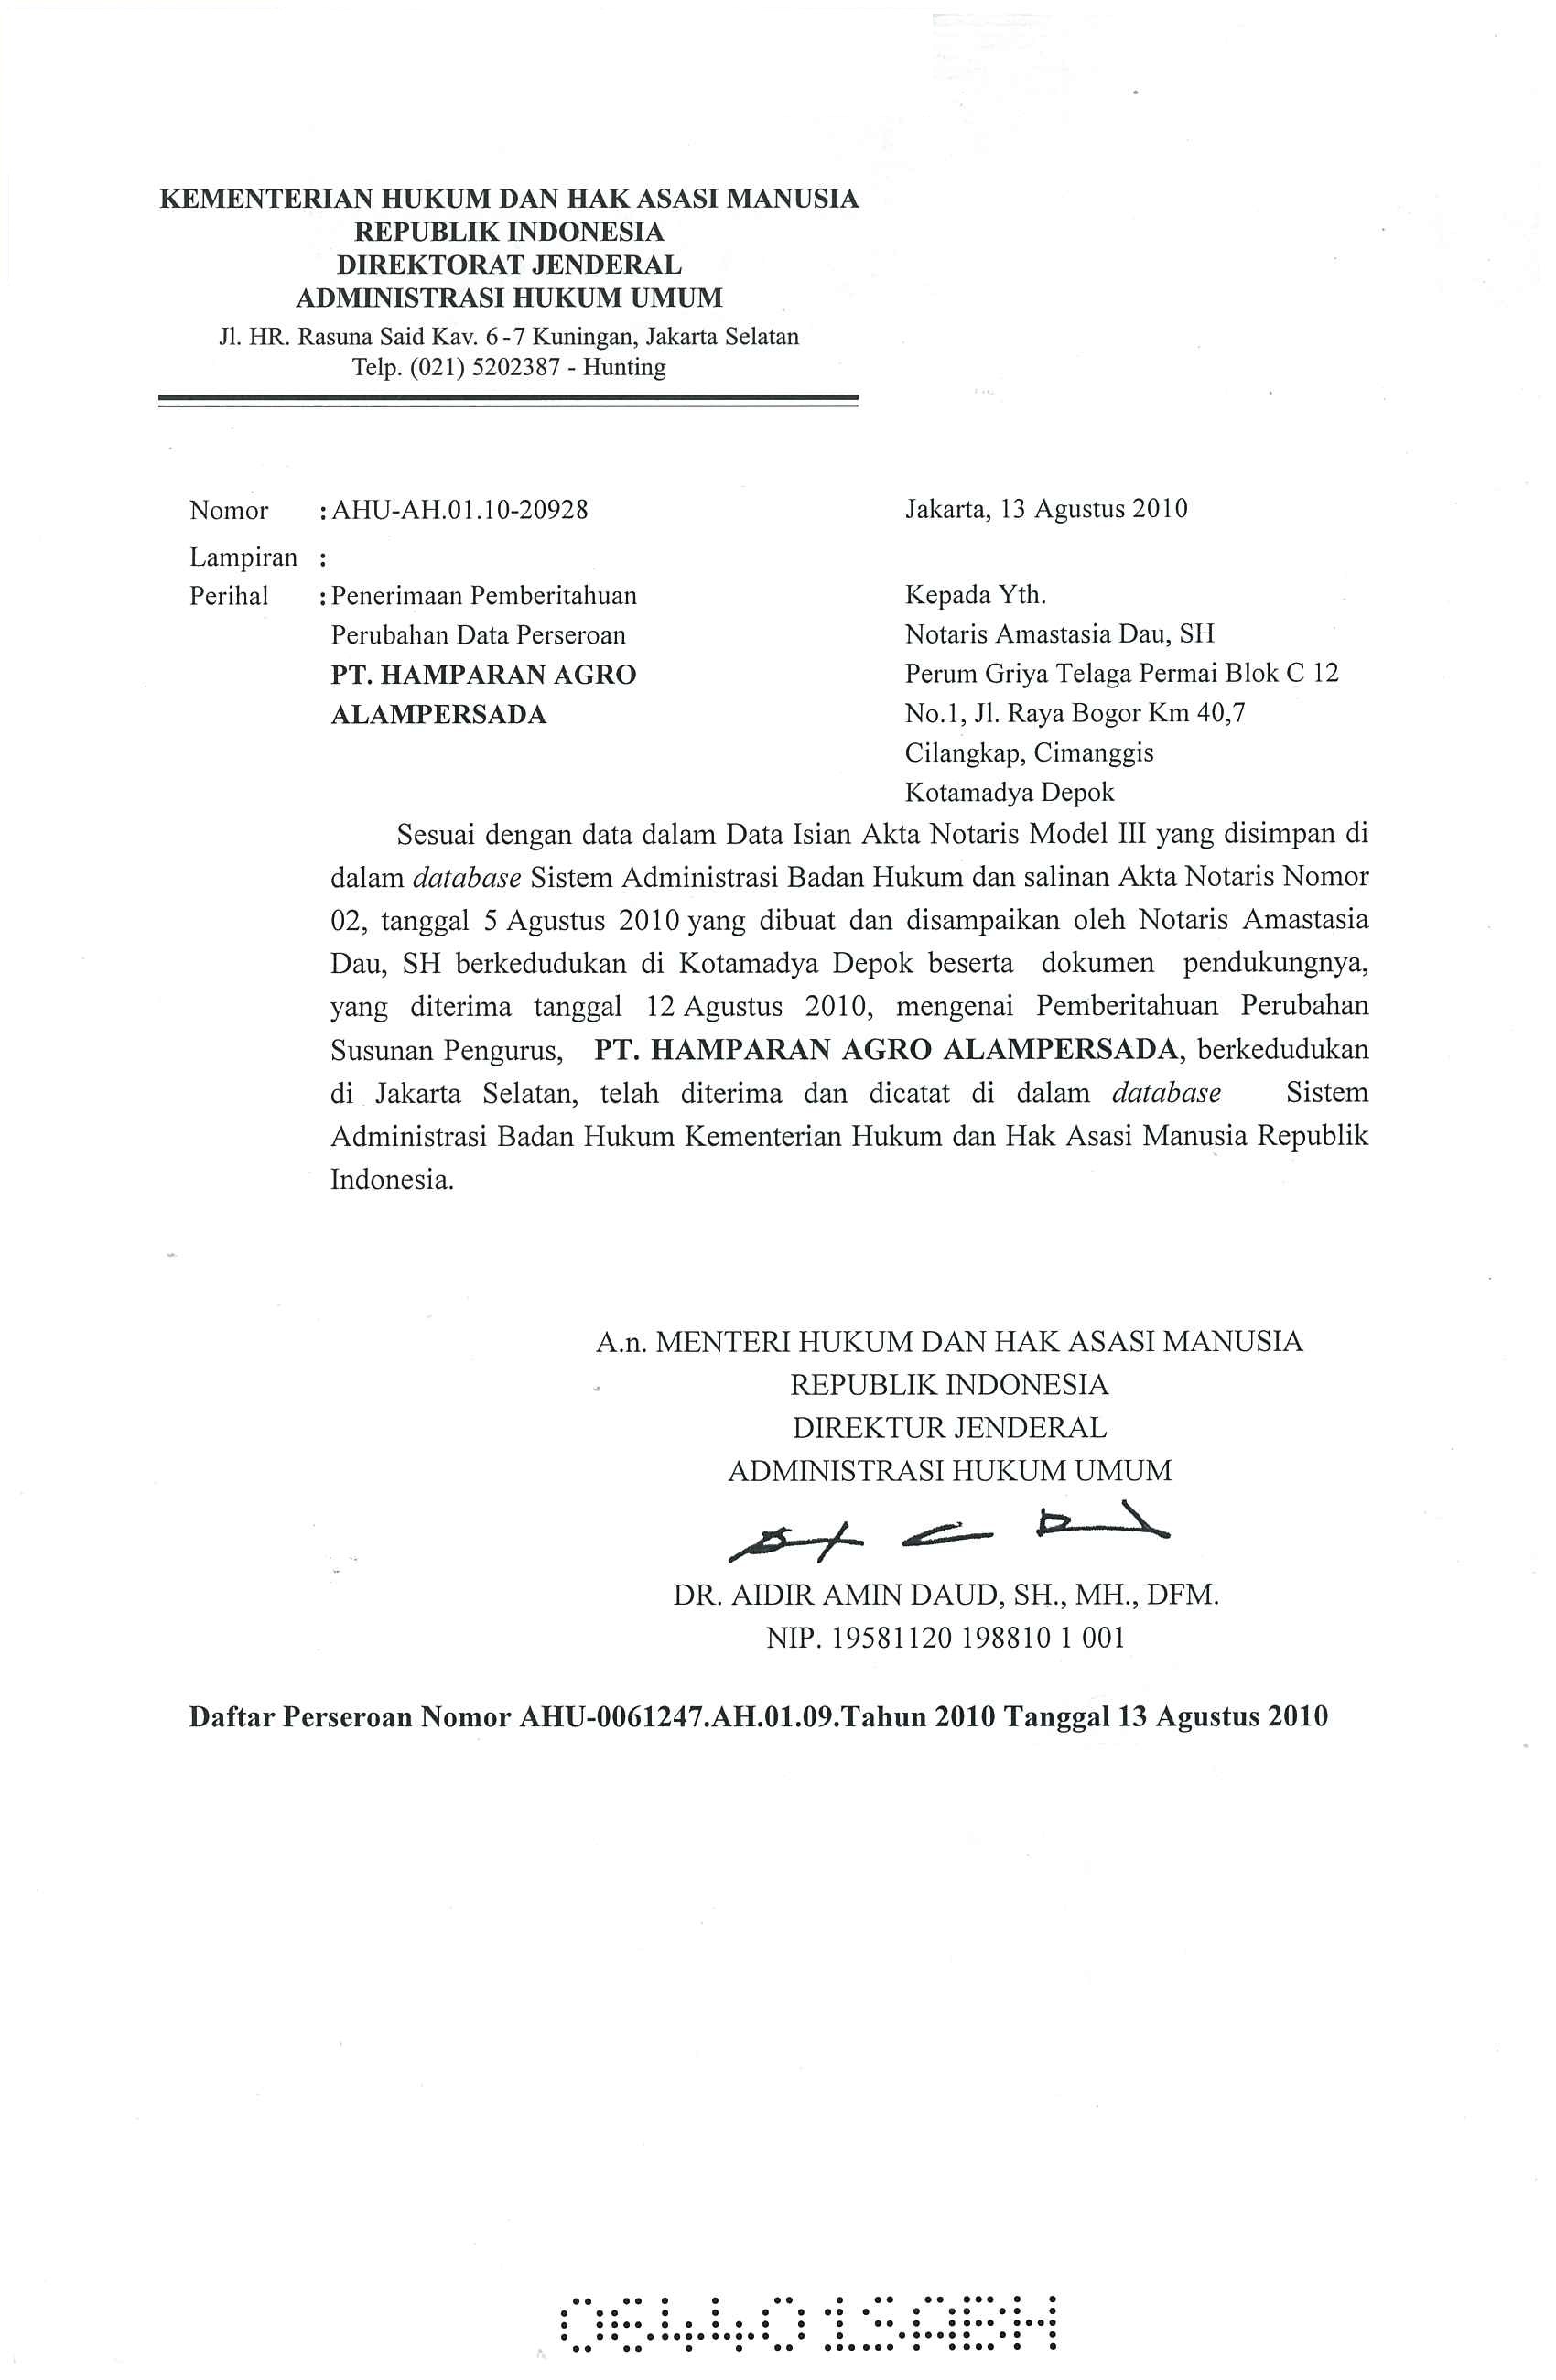 KEMENTERIAN HUKUM DAN HAK ASASI MANUSIA
REPUBLIK INDONESIA
DIREKTORAT JENDERAL
ADMINISTRASI HUKUM UMUM
Jl. HR. Rasuna Said Kav. 6-7 Kuningan, Jakarta Selatan
Telp. (021) 5202387 - Hunting
Nomor : AHU-AH.01.10-20928
Lampiran :
Perihal : Penerimaan Pemberitahuan
Perubahan Data Perseroan
PT. HAMPARAN AGRO
ALAMPERSADA
Jakarta, 13 Agustus 2010
Kepada Yth.
Notaris Amastasia Dau, SH
Perum Griya Telaga Permai Blok C 12
No.1, Jl. Raya Bogor Km 40,7
Cilangkap, Cimanggis
Kotamadya Depok
Sesuai dengan data dalam Data Isian Akta Notaris Model III yang disimpan di
dalam database Sistem Administrasi Badan Hukum dan salinan Akta Notaris Nomor
02, tanggal 5 Agustus 2010 yang dibuat dan disampaikan oleh Notaris Amastasia
Dau, SH berkedudukan di Kotamadya Depok beserta dokumen pendukungnya,
yang diterima tanggal 12 Agustus 2010, mengenai Pemberitahuan Perubahan
Susunan Pengurus, PT. HAMPARAN AGRO ALAMPERSADA, berkedudukan
di Jakarta Selatan, telah diterima dan dicatat di dalam database Sistem
Administrasi Badan Hukum Kementerian Hukum dan Hak Asasi Manusia Republik
Indonesia.
A.n. MENTERI HUKUM DAN HAK ASASI MANUSIA
REPUBLIK INDONESIA
DIREKTUR JENDERAL
ADMINISTRASI HUKUM UMUM
DR. AIDIR AMIN DAUD, SH., MH., DFM.
NIP. 19581120 198810 1 001
Daftar Perseroan Nomor AHU-0061247.AH.01.09.Tahun 2010 Tanggal 13 Agustus 2010